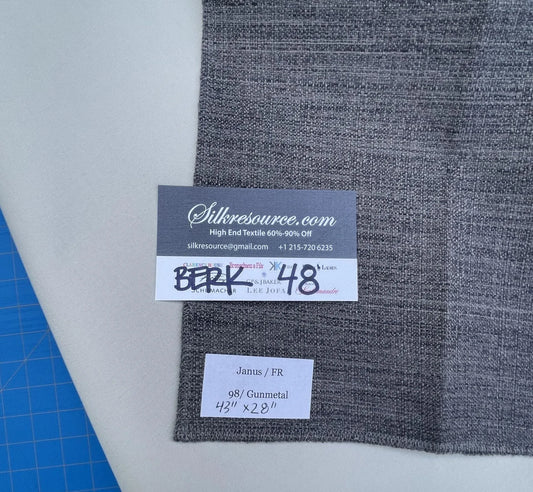 Silkresource.com
High End Textile 60%-90% Off
silkresource@gmail.com +1 215-720 6235
BERK 48
SCHUMACHER LEE JOFA
Janus / FR
98/ Gunmetal
43" x 28"